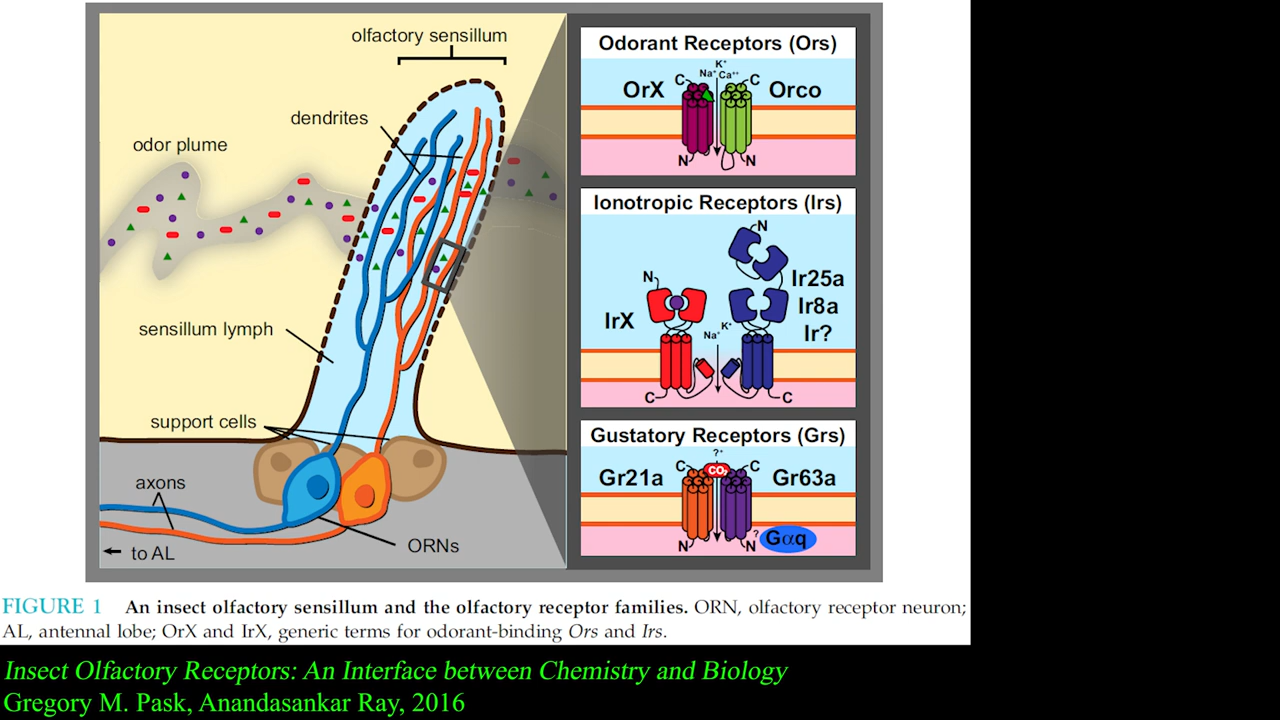 olfactory sensillum
dendrites
odor plume
sensillum lymph
support cells
axons
ORNs
← to AL
Odorant Receptors (Ors)
K⁺
Na⁺ Ca⁺⁺
C C
OrX Orco
N N
Ionotropic Receptors (Irs)
N
N
Ir25a
Ir8a
IrX
Ir?
Na⁺ K⁺
C C
Gustatory Receptors (Grs)
?⁺
C CO₂ C
Gr21a Gr63a
N N ? Gαq
FIGURE 1 An insect olfactory sensillum and the olfactory receptor families. ORN, olfactory receptor neuron;
AL, antennal lobe; OrX and IrX, generic terms for odorant-binding Ors and Irs.
Insect Olfactory Receptors: An Interface between Chemistry and Biology
Gregory M. Pask, Anandasankar Ray, 2016